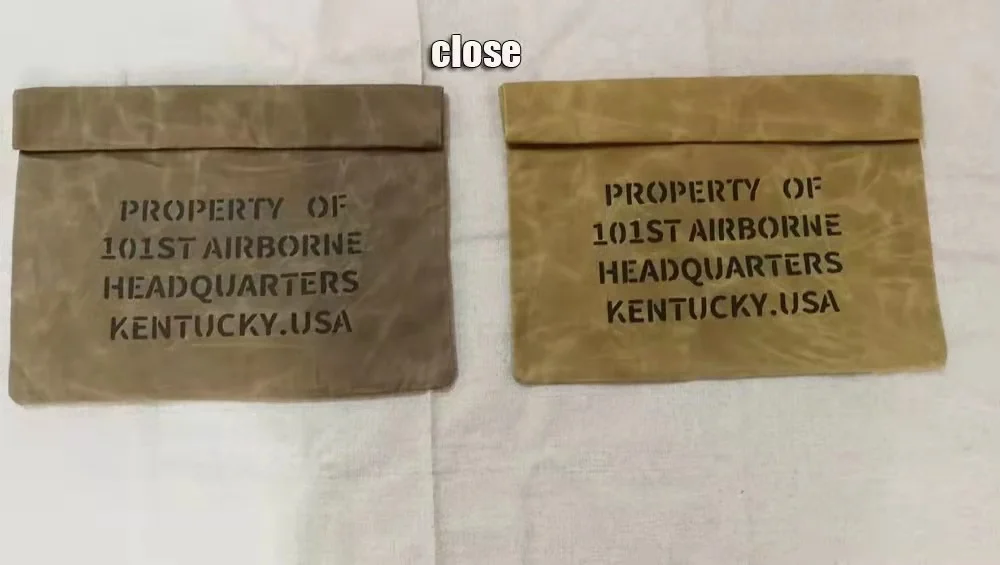 close
PROPERTY OF
101ST AIRBORNE
HEADQUARTERS
KENTUCKY.USA
PROPERTY OF
101ST AIRBORNE
HEADQUARTERS
KENTUCKY.USA